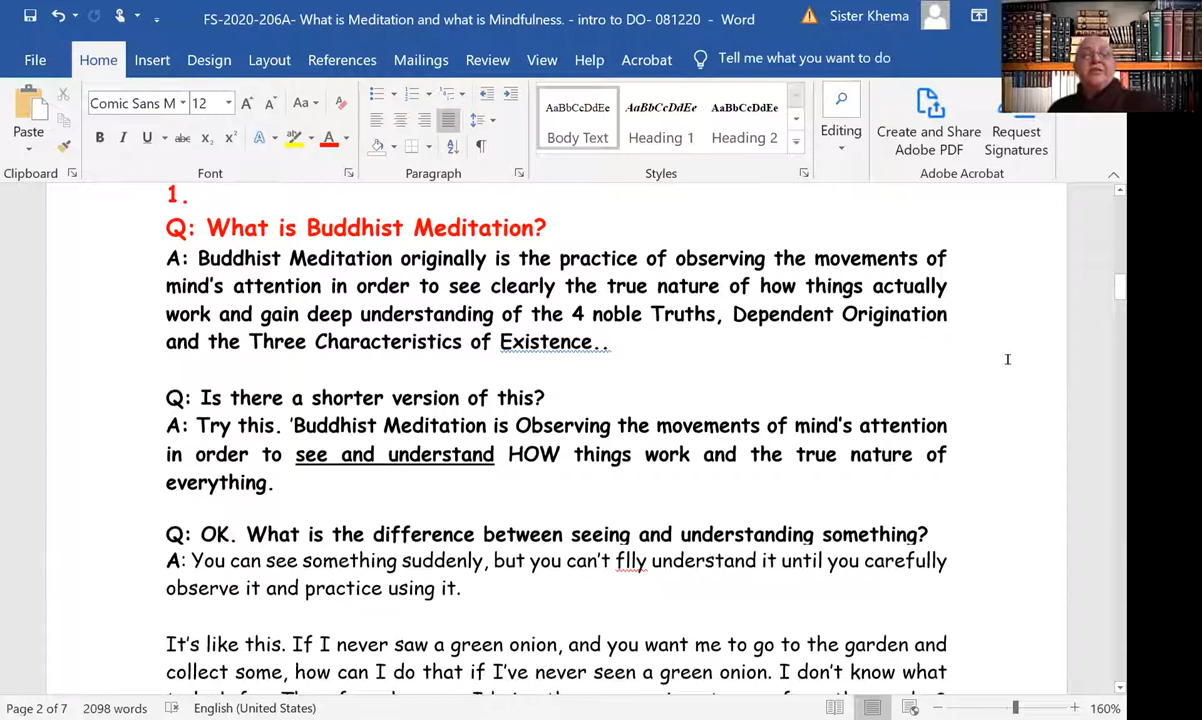 FS-2020-206A- What is Meditation and what is Mindfulness. - intro to DO- 081220 - Word
Sister Khema
File Home Insert Design Layout References Mailings Review View Help Acrobat Tell me what you want to do
Comic Sans M 12
Aa
AaBbCcDdEe AaBbCcDdEe AaBbCcDdEe
Paste
B I U abc X₂ X² A A
Body Text Heading 1 Heading 2
Editing
Create and Share Adobe PDF
Request Signatures
Clipboard Font Paragraph Styles Adobe Acrobat
1.
Q: What is Buddhist Meditation?
A: Buddhist Meditation originally is the practice of observing the movements of
mind's attention in order to see clearly the true nature of how things actually
work and gain deep understanding of the 4 noble Truths, Dependent Origination
and the Three Characteristics of Existence..
Q: Is there a shorter version of this?
A: Try this. 'Buddhist Meditation is Observing the movements of mind's attention
in order to see and understand HOW things work and the true nature of
everything.
Q: OK. What is the difference between seeing and understanding something?
A: You can see something suddenly, but you can't flly understand it until you carefully
observe it and practice using it.
It's like this. If I never saw a green onion, and you want me to go to the garden and
collect some, how can I do that if I've never seen a green onion. I don't know what
Page 2 of 7 2098 words English (United States) 160%